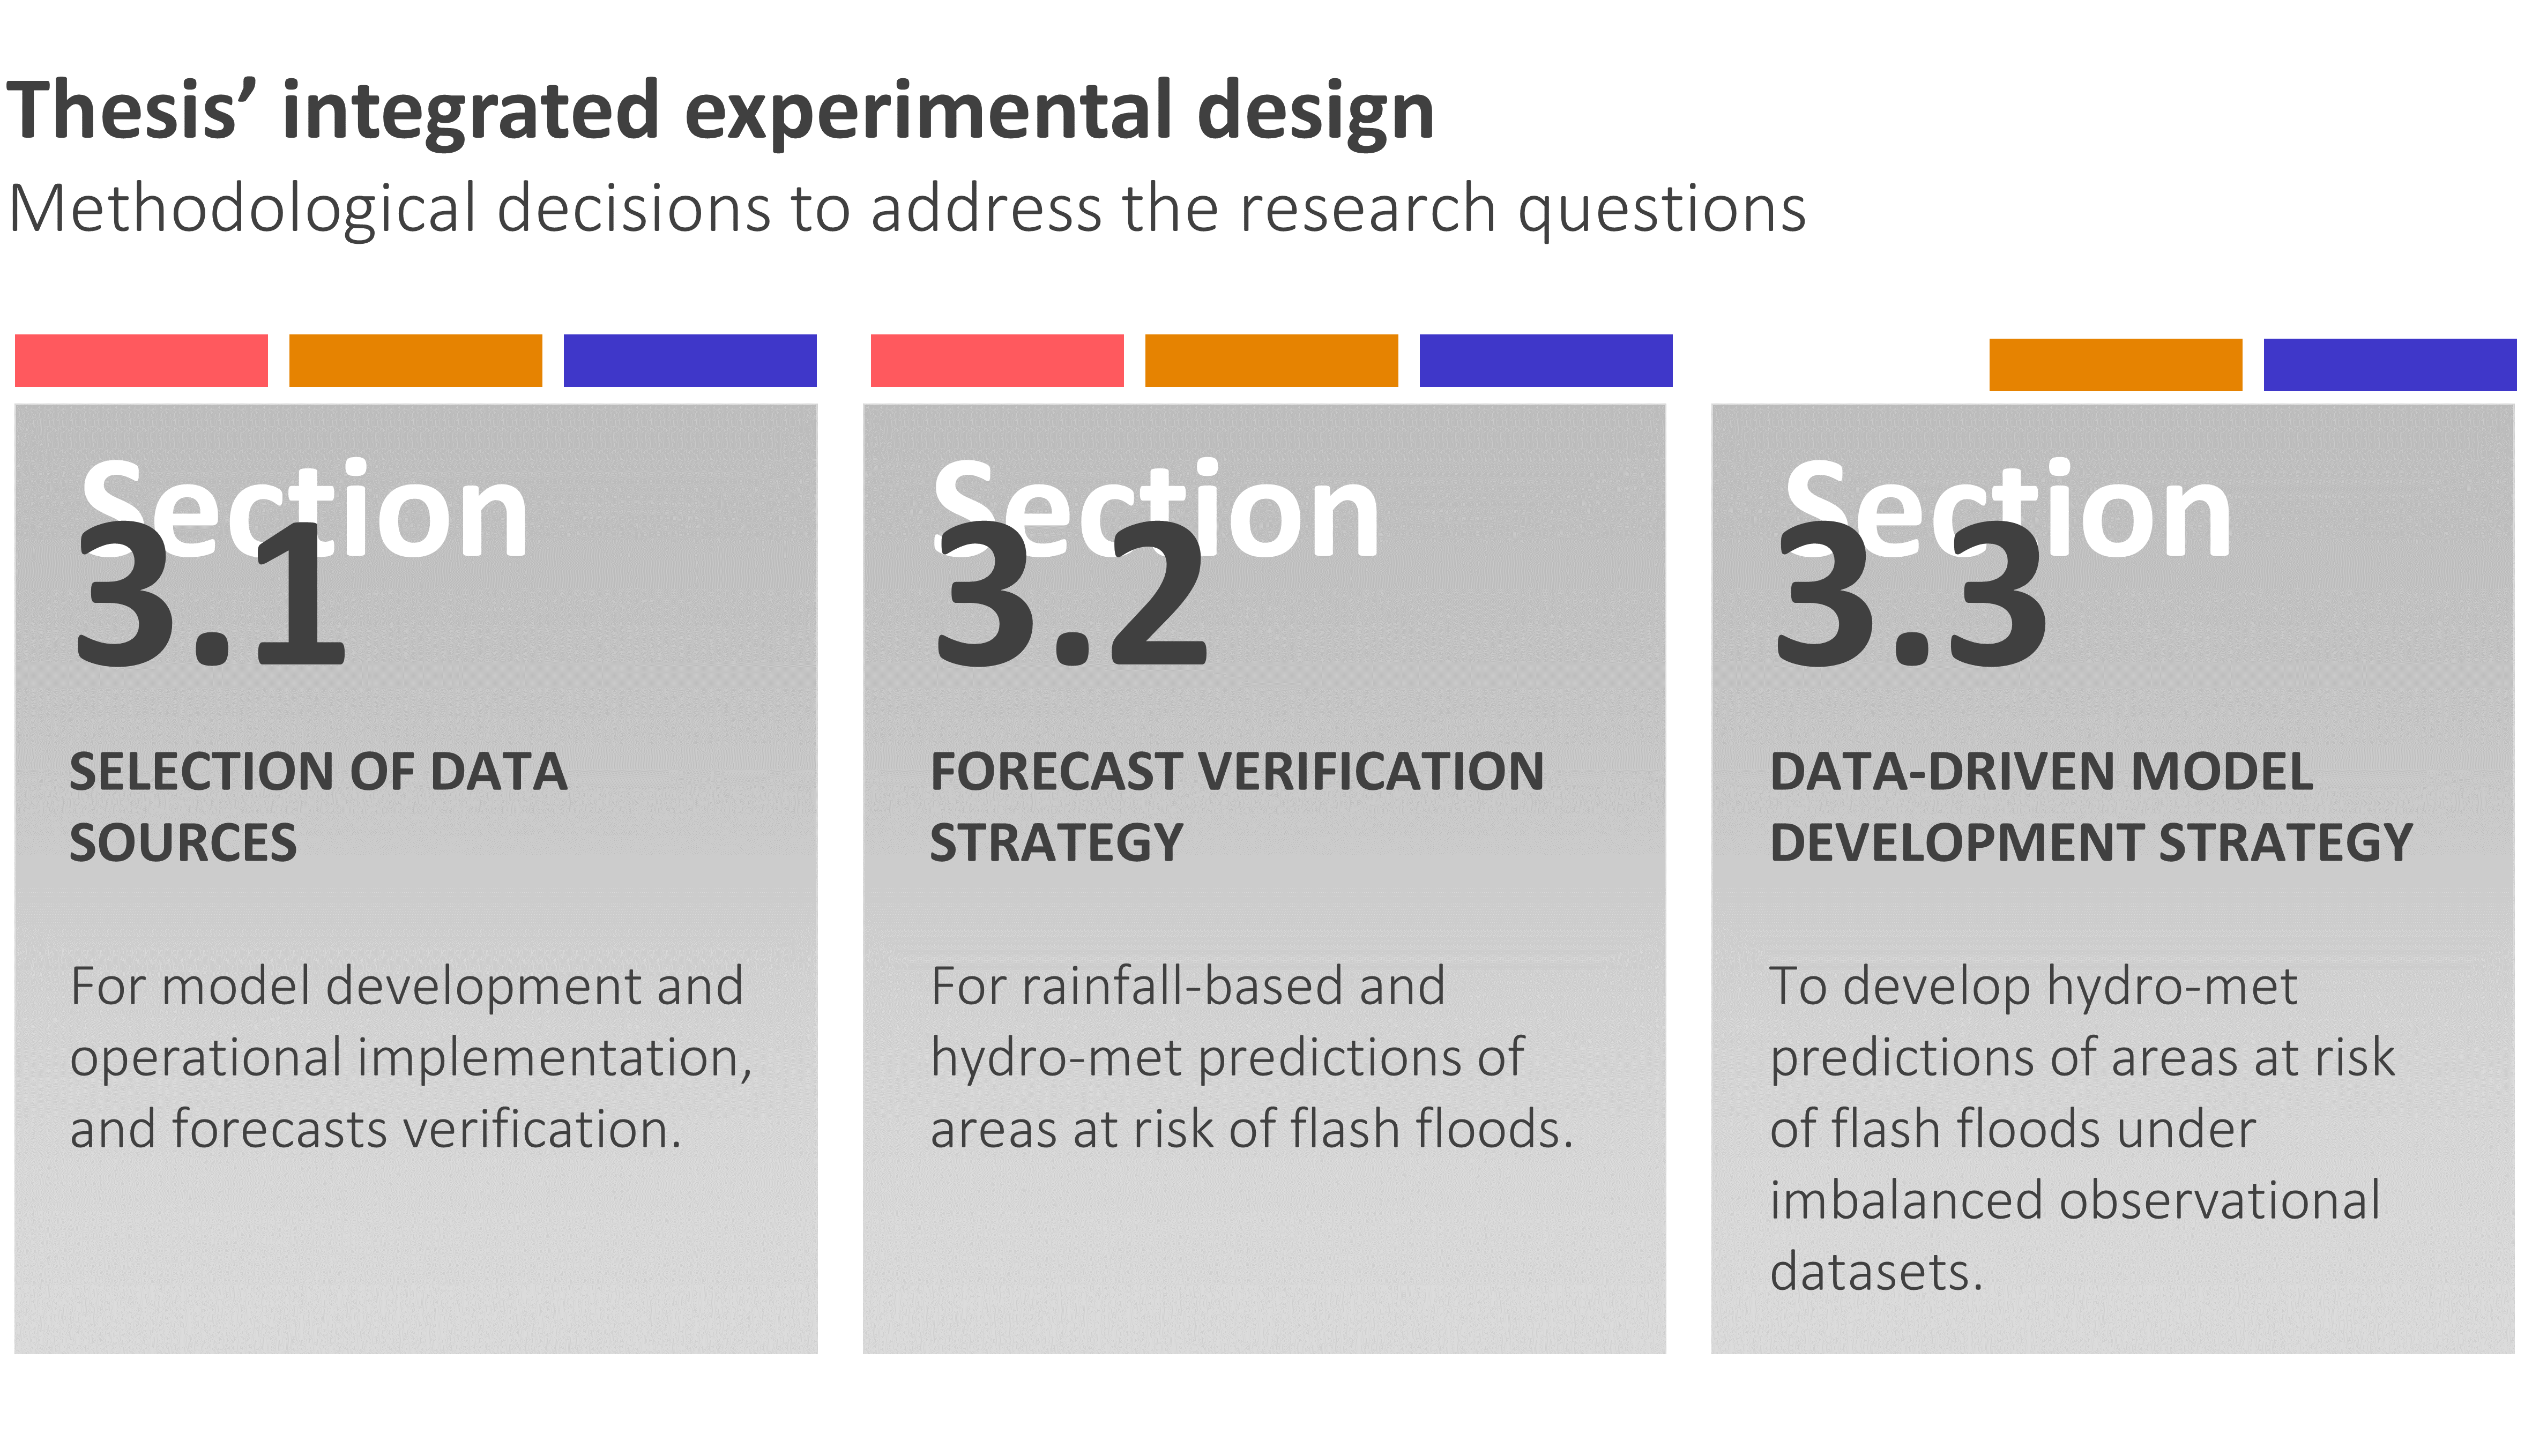 Thesis’ integrated experimental design
Methodological decisions to address the research questions
Section
3.1
SELECTION OF DATA
SOURCES
For model development and
operational implementation,
and forecasts verification.
Section
3.2
FORECAST VERIFICATION
STRATEGY
For rainfall-based and
hydro-met predictions of
areas at risk of flash floods.
Section
3.3
DATA-DRIVEN MODEL
DEVELOPMENT STRATEGY
To develop hydro-met
predictions of areas at risk
of flash floods under
imbalanced observational
datasets.